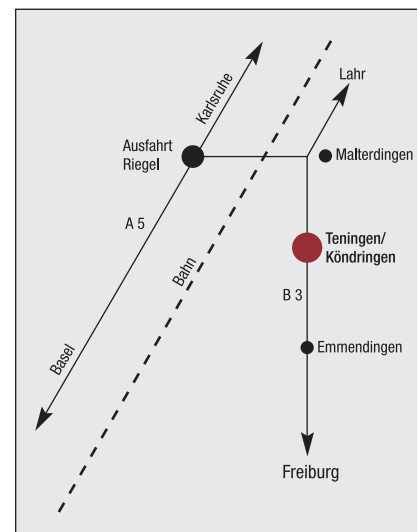 Karlsruhe
Lahr
Ausfahrt
Riegel
Malterdingen
A 5
Teningen/
Köndringen
Bahn
B 3
Basel
Emmendingen
Freiburg